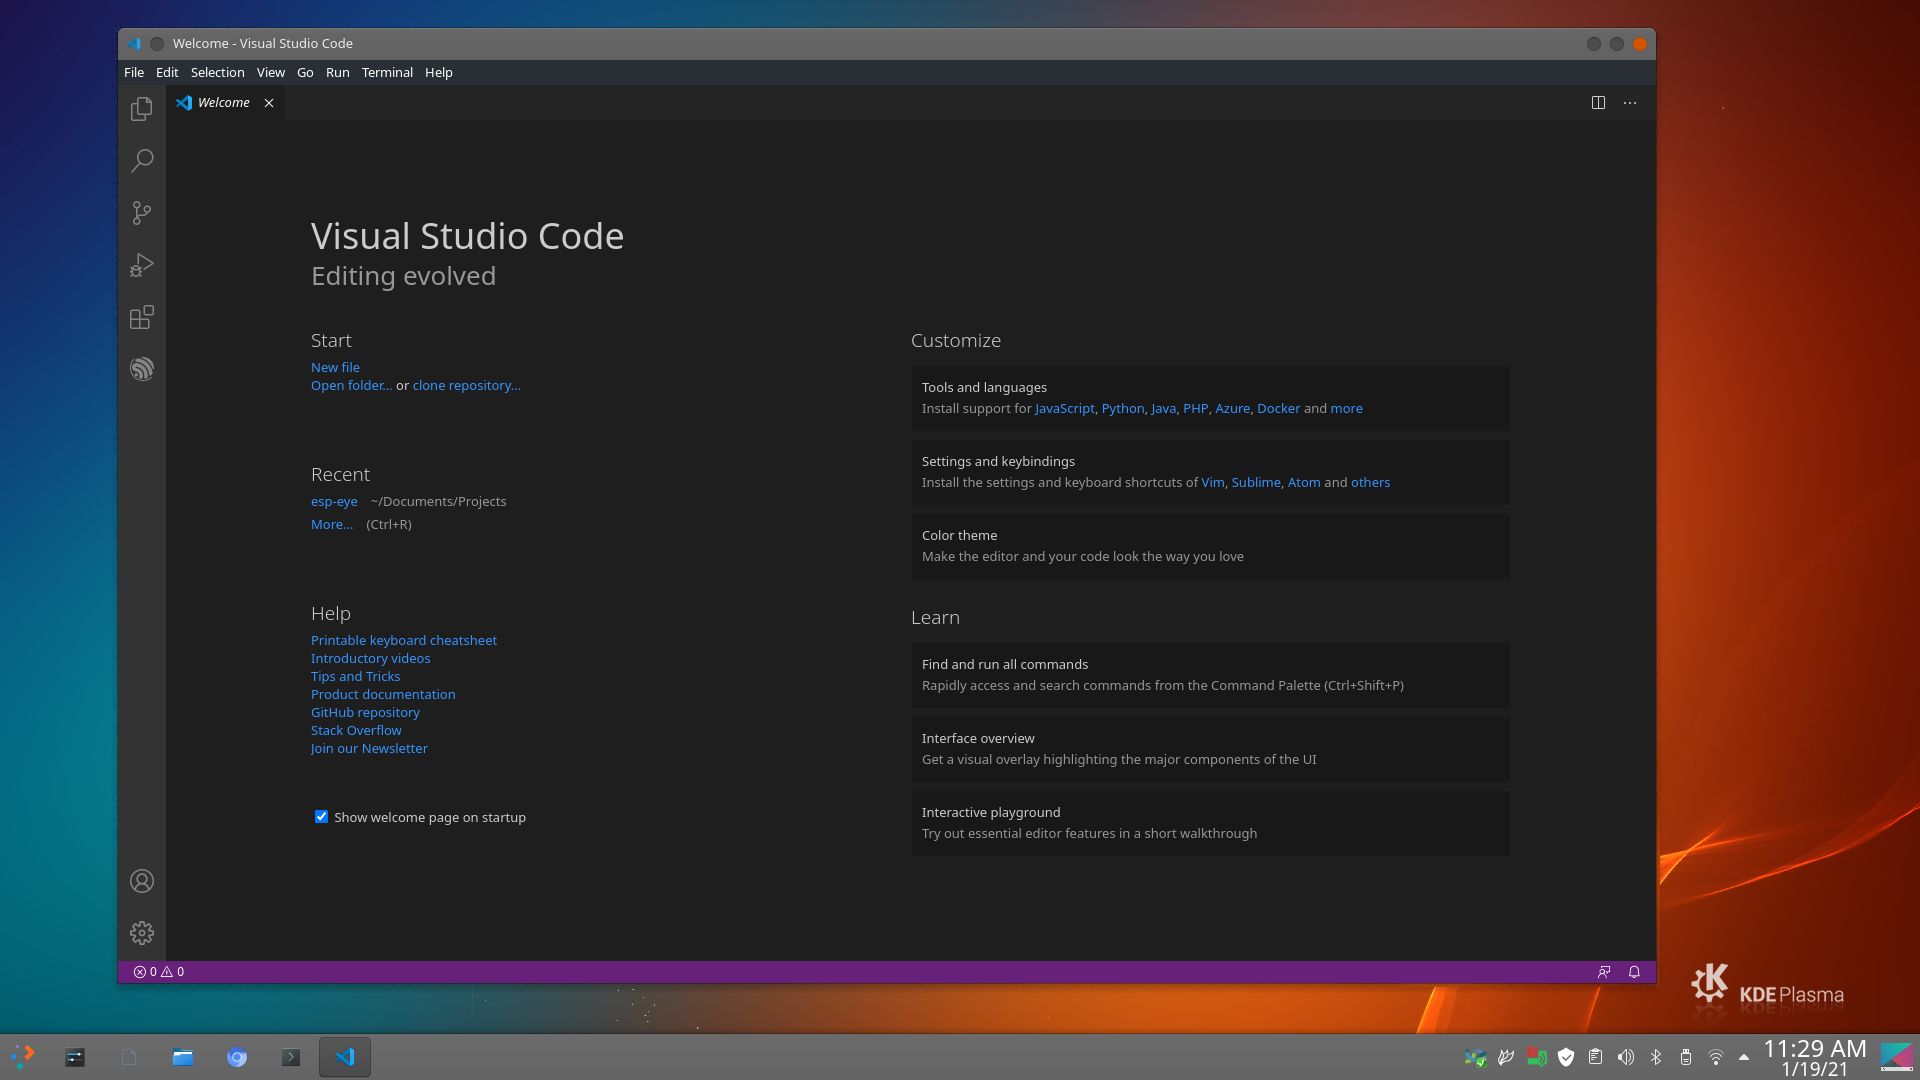 Welcome - Visual Studio Code
File Edit Selection View Go Run Terminal Help
Welcome
Visual Studio Code
Editing evolved
Start
New file
Open folder... or clone repository...
Recent
esp-eye ~/Documents/Projects
More... (Ctrl+R)
Help
Printable keyboard cheatsheet
Introductory videos
Tips and Tricks
Product documentation
GitHub repository
Stack Overflow
Join our Newsletter
Show welcome page on startup
Customize
Tools and languages
Install support for JavaScript, Python, Java, PHP, Azure, Docker and more
Settings and keybindings
Install the settings and keyboard shortcuts of Vim, Sublime, Atom and others
Color theme
Make the editor and your code look the way you love
Learn
Find and run all commands
Rapidly access and search commands from the Command Palette (Ctrl+Shift+P)
Interface overview
Get a visual overlay highlighting the major components of the UI
Interactive playground
Try out essential editor features in a short walkthrough
0 0
KDE Plasma
11:29 AM
1/19/21